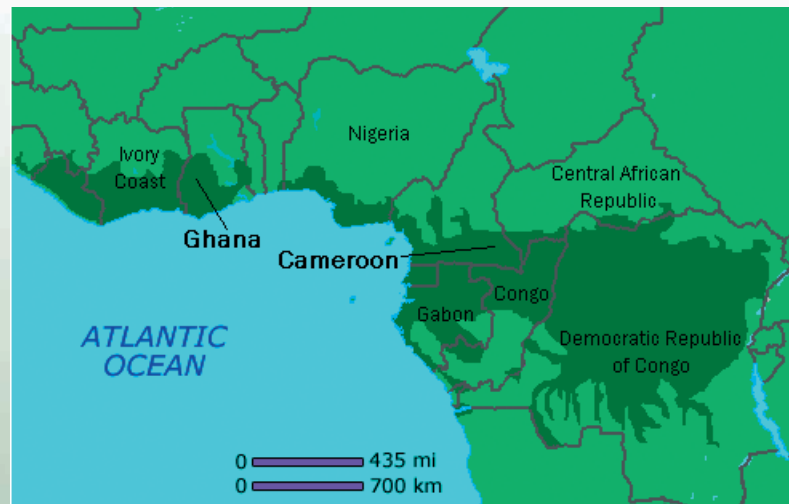 Nigeria
Ivory
Coast
Central African
Republic
Ghana
Cameroon
Congo
Gabon
ATLANTIC
OCEAN
Democratic Republic
of Congo
0 435 mi
0 700 km